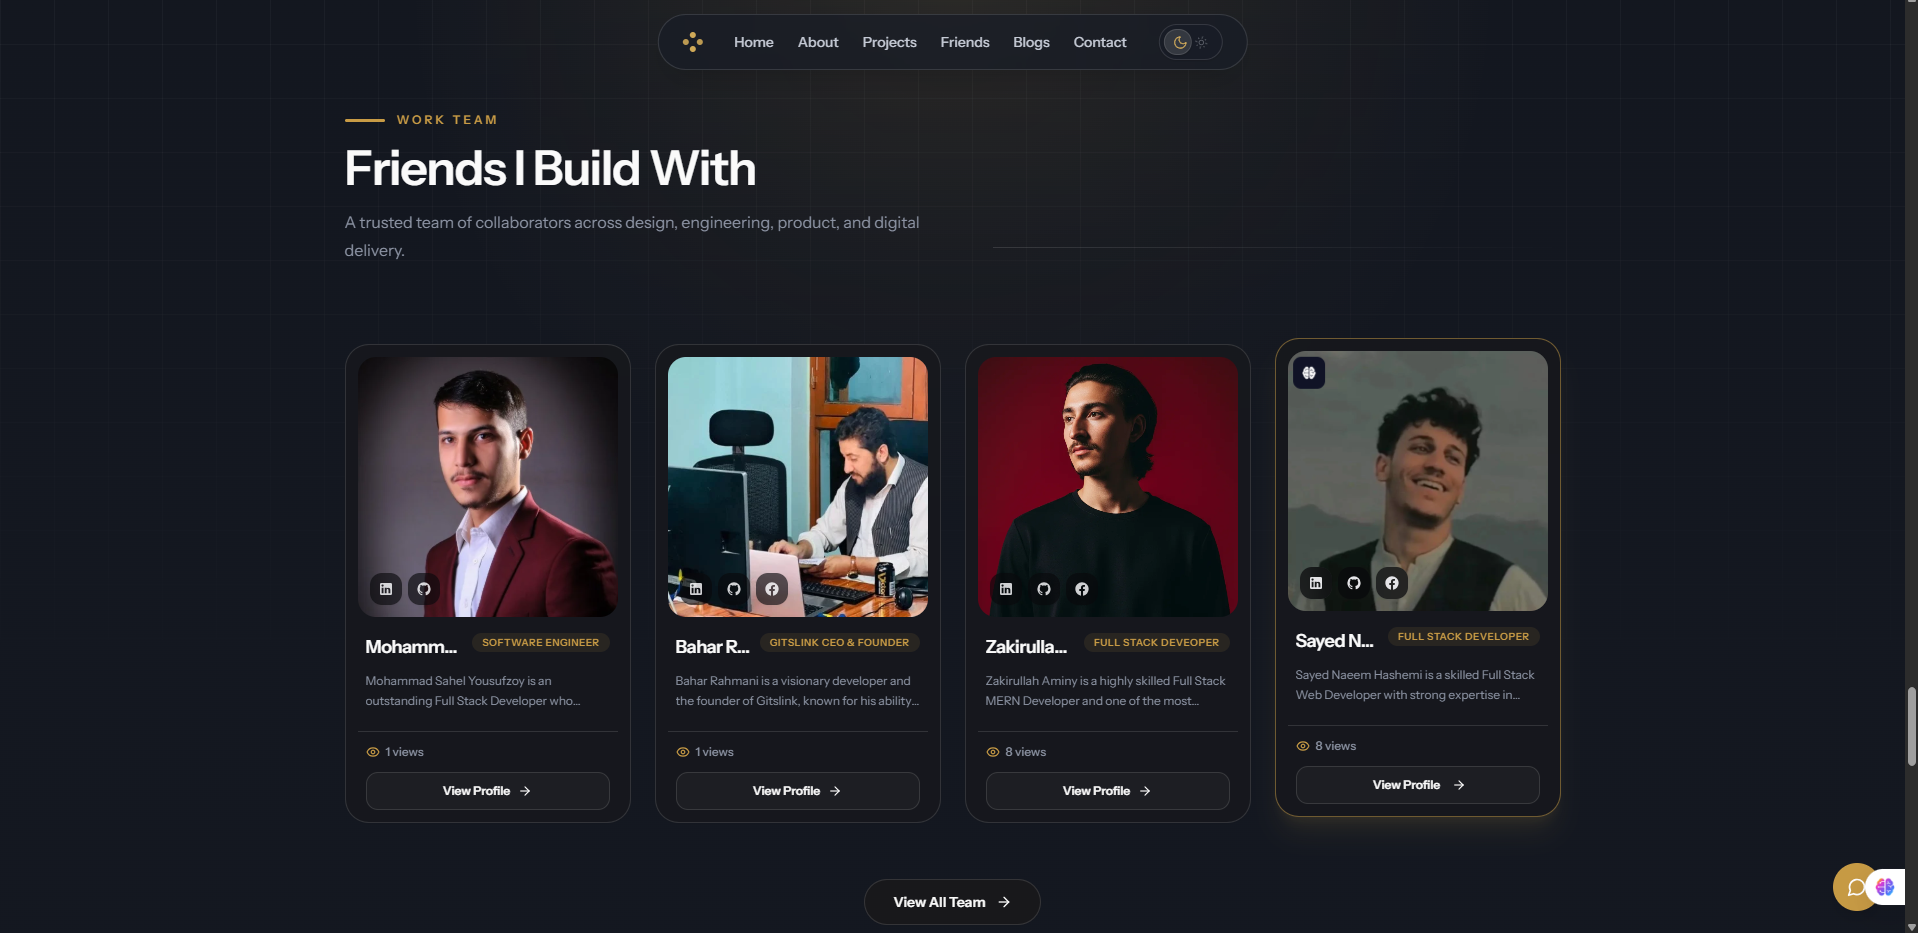 Home About Projects Friends Blogs Contact
WORK TEAM
Friends I Build With
A trusted team of collaborators across design, engineering, product, and digital
delivery.
Mohamm... SOFTWARE ENGINEER
Mohammad Sahel Yousufzoy is an
outstanding Full Stack Developer who...
1 views
View Profile
Bahar R... GITSLINK CEO & FOUNDER
Bahar Rahmani is a visionary developer and
the founder of Gitslink, known for his ability...
1 views
View Profile
Zakirulla... FULL STACK DEVEOPER
Zakirullah Aminy is a highly skilled Full Stack
MERN Developer and one of the most...
8 views
View Profile
Sayed N... FULL STACK DEVELOPER
Sayed Naeem Hashemi is a skilled Full Stack
Web Developer with strong expertise in...
8 views
View Profile
View All Team